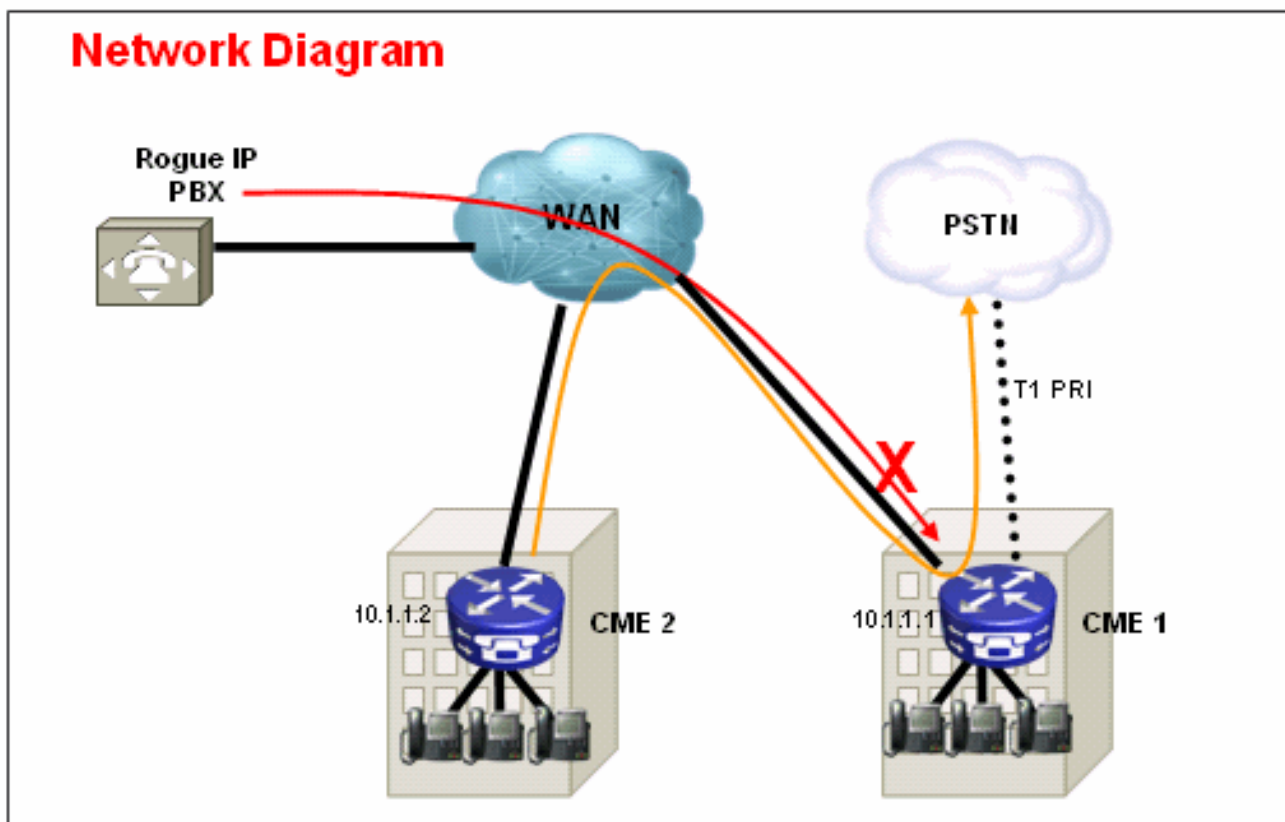 Network Diagram
Rogue IP
PBX
WAN
PSTN
X
T1 PRI
10.1.1.2
CME 2
10.1.1.1
CME 1